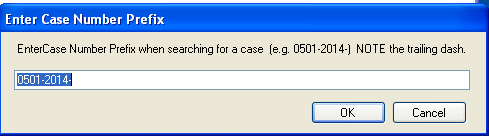 Enter Case Number Prefix
EnterCase Number Prefix when searching for a case (e.g. 0501-2014-) NOTE the trailing dash.
0501-2014-
OK
Cancel